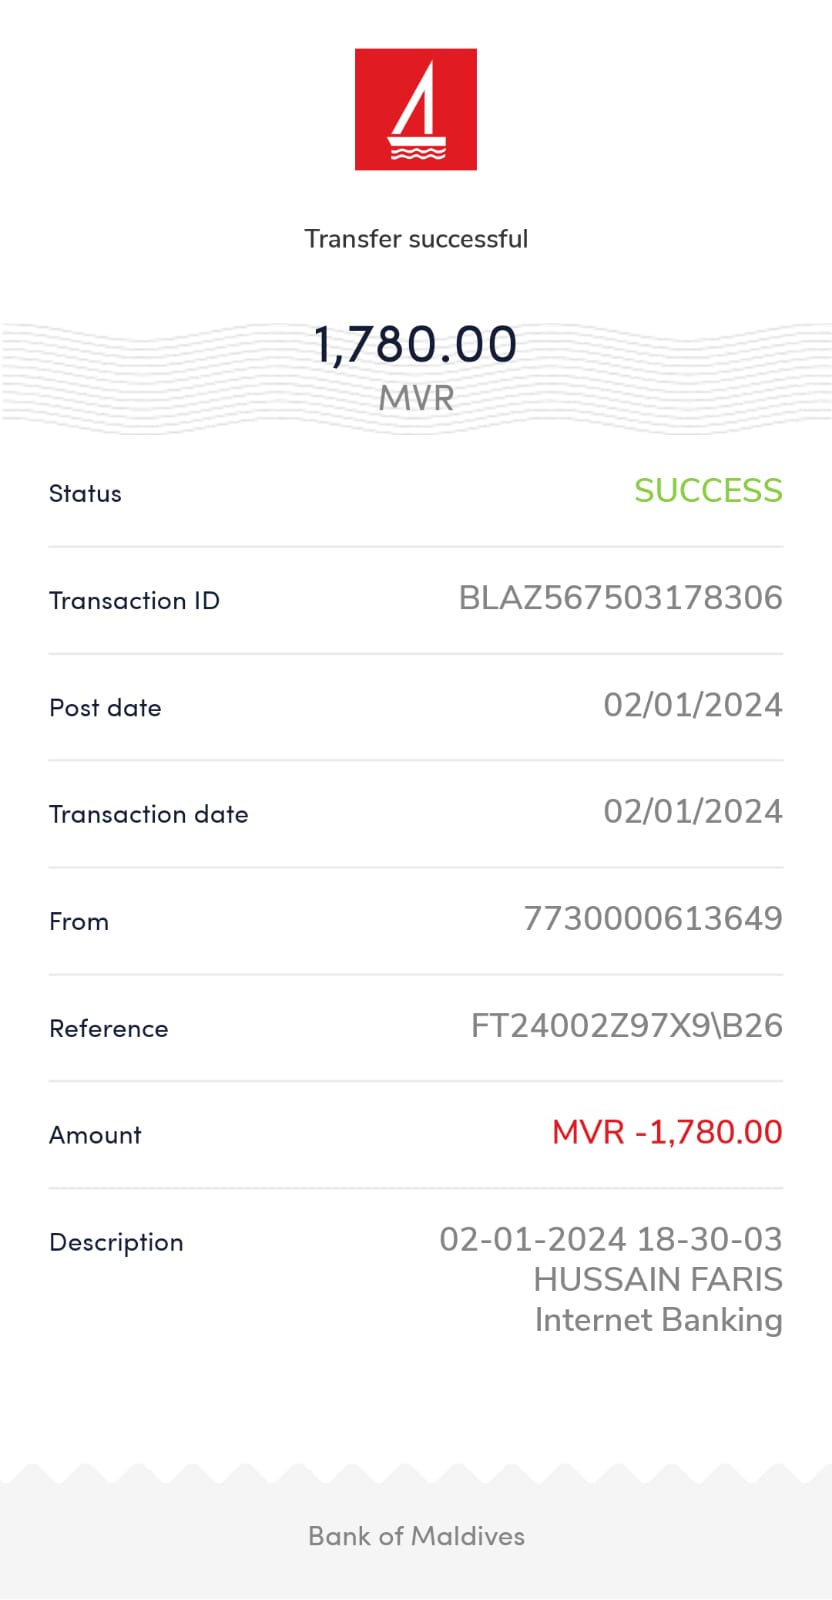 Transfer successful
1,780.00
MVR
Status SUCCESS
Transaction ID BLAZ567503178306
Post date 02/01/2024
Transaction date 02/01/2024
From 7730000613649
Reference FT24002Z97X9\B26
Amount MVR -1,780.00
Description 02-01-2024 18-30-03
HUSSAIN FARIS
Internet Banking
Bank of Maldives